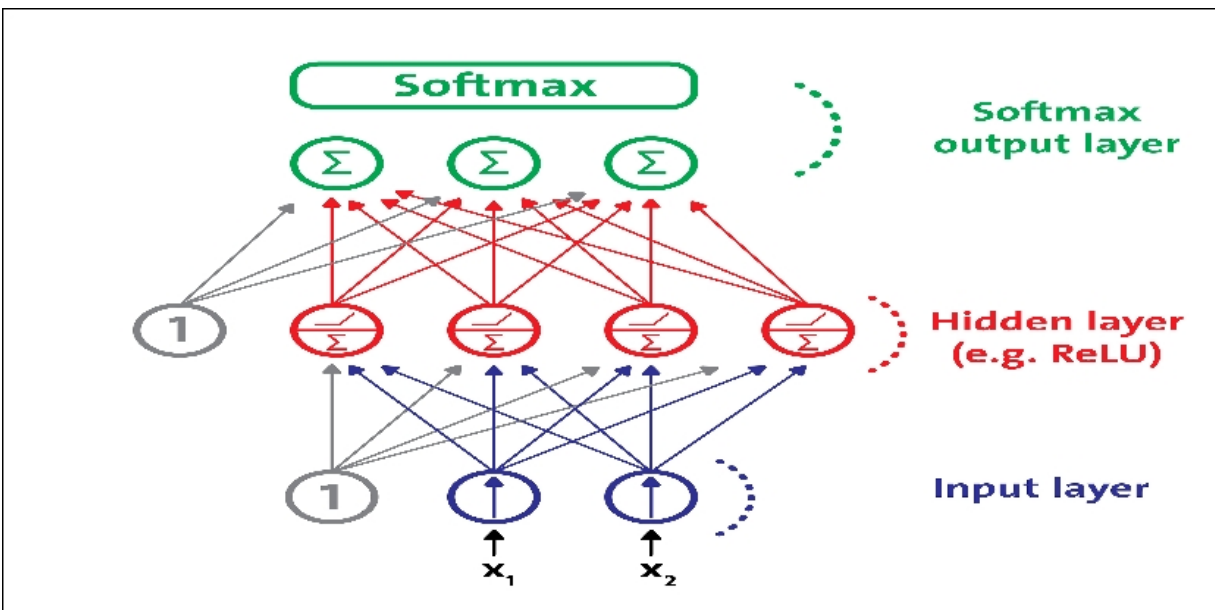 Softmax
Softmax
output layer
Σ Σ Σ
1
Σ Σ Σ Σ
Hidden layer
(e.g. ReLU)
1
Input layer
x₁ x₂